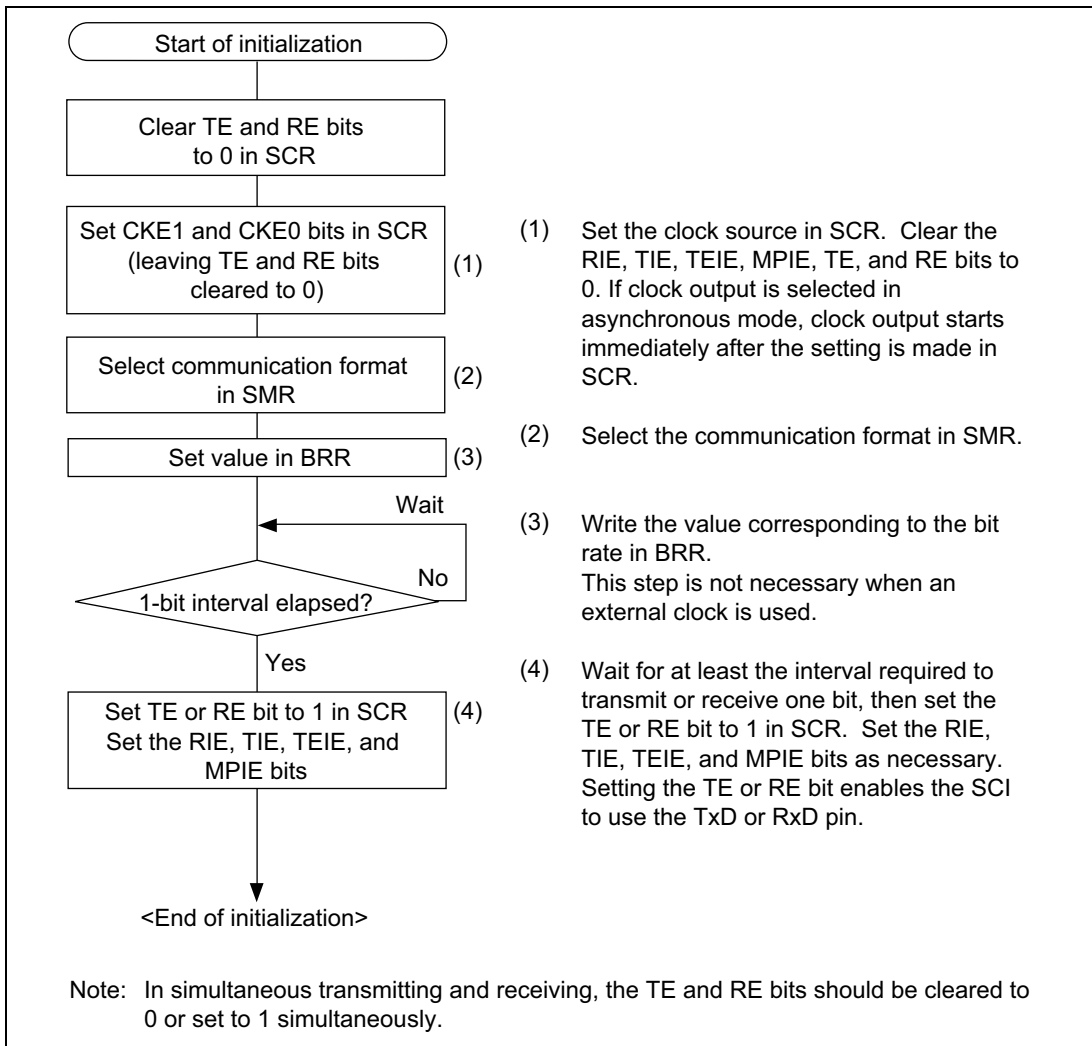 Start of initialization
Clear TE and RE bits
to 0 in SCR
Set CKE1 and CKE0 bits in SCR
(leaving TE and RE bits
cleared to 0)
(1)
Select communication format
in SMR
(2)
Set value in BRR
(3)
Wait
No
1-bit interval elapsed?
Yes
Set TE or RE bit to 1 in SCR
Set the RIE, TIE, TEIE, and
MPIE bits
(4)
<End of initialization>
(1) Set the clock source in SCR.  Clear the
RIE, TIE, TEIE, MPIE, TE, and RE bits to
0. If clock output is selected in
asynchronous mode, clock output starts
immediately after the setting is made in
SCR.
(2) Select the communication format in SMR.
(3) Write the value corresponding to the bit
rate in BRR.
This step is not necessary when an
external clock is used.
(4) Wait for at least the interval required to
transmit or receive one bit, then set the
TE or RE bit to 1 in SCR.  Set the RIE,
TIE, TEIE, and MPIE bits as necessary.
Setting the TE or RE bit enables the SCI
to use the TxD or RxD pin.
Note: In simultaneous transmitting and receiving, the TE and RE bits should be cleared to
0 or set to 1 simultaneously.